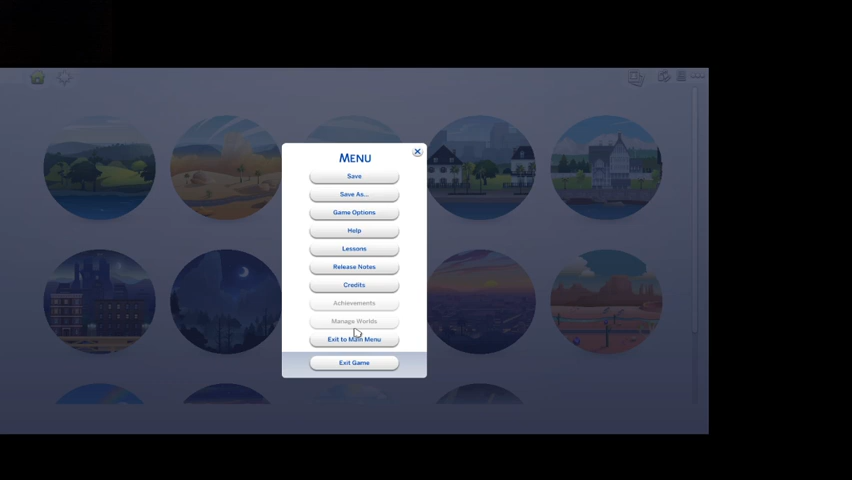 MENU
Save
Save As...
Game Options
Help
Lessons
Release Notes
Credits
Achievements
Manage Worlds
Exit to Main Menu
Exit Game